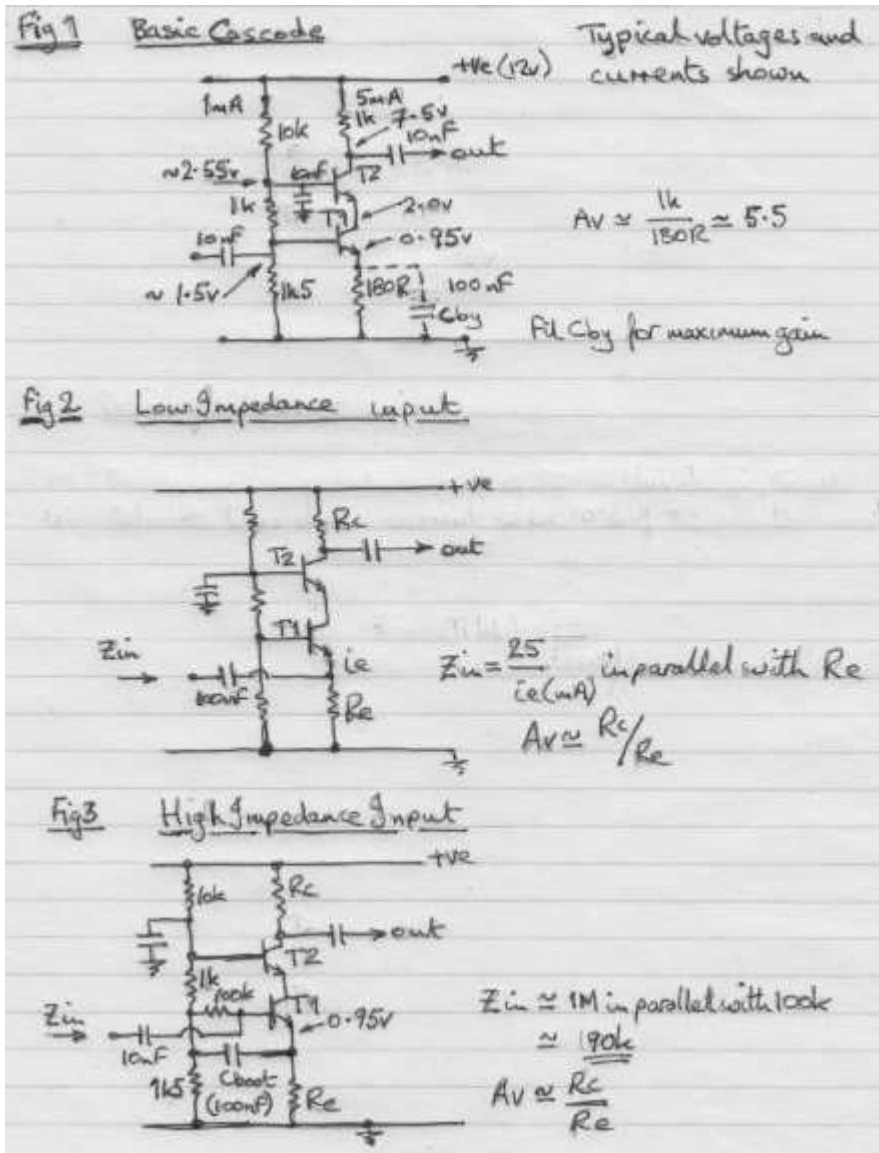 Fig 1 Basic Cascode
Typical voltages and
currents shown
+Ve (12v)
1mA
5mA
1k
7.5v
10k
10nF
out
~2.55v
10nF
T2
1k
T1
2.0v
Av ≃ 1k/180R ≃ 5.5
10nF
0.95v
~ 1.5v
1k5
180R
100nF
Cby
Fit Cby for maximum gain
Fig 2 Low Impedance input
+ve
Rc
out
T2
T1
Zin
ie
100nF
Re
Zin = 25/ie(mA) in parallel with Re
Av ≃ Rc/Re
Fig 3 High Impedance Input
+ve
10k
Rc
out
T2
1k
100k
T1
Zin
0.95v
10nF
1k5
Cboot
(100nF)
Re
Zin ≃ 1M in parallel with 100k
≃ 90k
Av ≃ Rc/Re